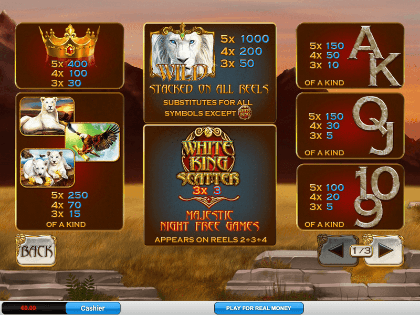 5x 400
4x 100
3x 30
5x 250
4x 70
3x 15
OF A KIND
BACK
WILD
5x 1000
4x 200
3x 50
STACKED ON ALL REELS
SUBSTITUTES FOR ALL
SYMBOLS EXCEPT
WHITE
KING
SCATTER
3x 3
MAJESTIC
NIGHT FREE GAMES
APPEARS ON REELS 2+3+4
5x 150
4x 50
3x 10
OF A KIND
A
K
5x 150
4x 30
3x 5
OF A KIND
Q
J
5x 100
4x 20
3x 5
OF A KIND
10
9
1/3
€0.00
Cashier
PLAY FOR REAL MONEY